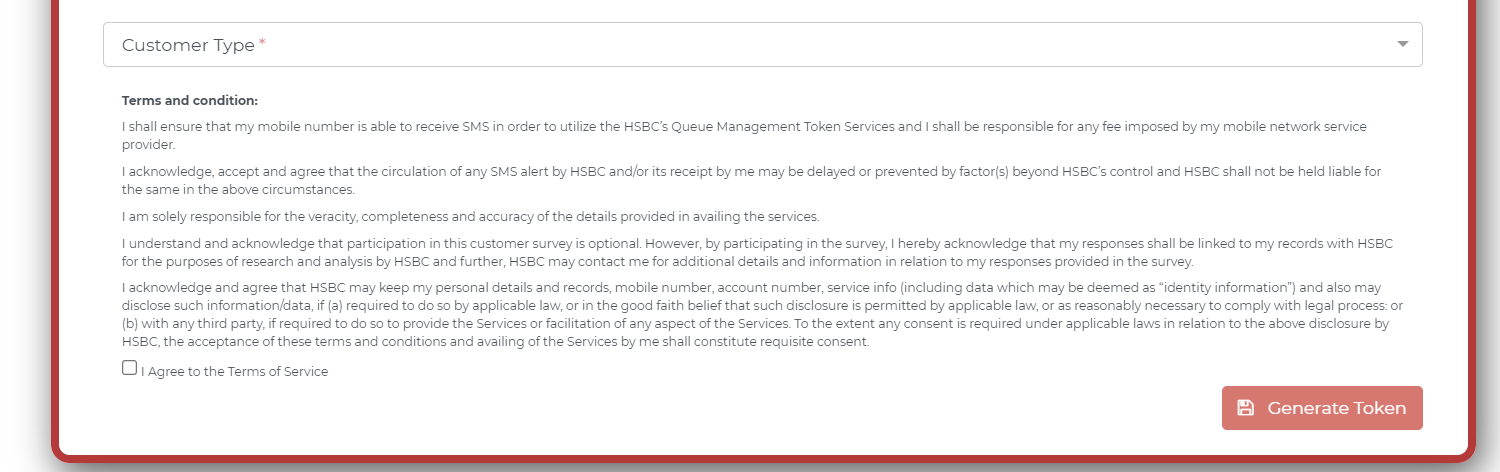 Customer Type *
Terms and condition:
I shall ensure that my mobile number is able to receive SMS in order to utilize the HSBC’s Queue Management Token Services and I shall be responsible for any fee imposed by my mobile network service
provider.
I acknowledge, accept and agree that the circulation of any SMS alert by HSBC and/or its receipt by me may be delayed or prevented by factor(s) beyond HSBC’s control and HSBC shall not be held liable for
the same in the above circumstances.
I am solely responsible for the veracity, completeness and accuracy of the details provided in availing the services.
I understand and acknowledge that participation in this customer survey is optional. However, by participating in the survey, I hereby acknowledge that my responses shall be linked to my records with HSBC
for the purposes of research and analysis by HSBC and further, HSBC may contact me for additional details and information in relation to my responses provided in the survey.
I acknowledge and agree that HSBC may keep my personal details and records, mobile number, account number, service info (including data which may be deemed as “identity information”) and also may
disclose such information/data, if (a) required to do so by applicable law, or in the good faith belief that such disclosure is permitted by applicable law, or as reasonably necessary to comply with legal process: or
(b) with any third party, if required to do so to provide the Services or facilitation of any aspect of the Services. To the extent any consent is required under applicable laws in relation to the above disclosure by
HSBC, the acceptance of these terms and conditions and availing of the Services by me shall constitute requisite consent.
I Agree to the Terms of Service
Generate Token